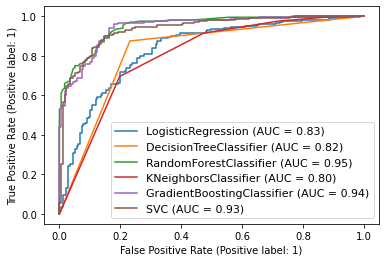 1.0
0.8
0.6
0.4
0.2
0.0
True Positive Rate (Positive label: 1)
LogisticRegression (AUC = 0.83)
DecisionTreeClassifier (AUC = 0.82)
RandomForestClassifier (AUC = 0.95)
KNeighborsClassifier (AUC = 0.80)
GradientBoostingClassifier (AUC = 0.94)
SVC (AUC = 0.93)
0.0 0.2 0.4 0.6 0.8 1.0
False Positive Rate (Positive label: 1)